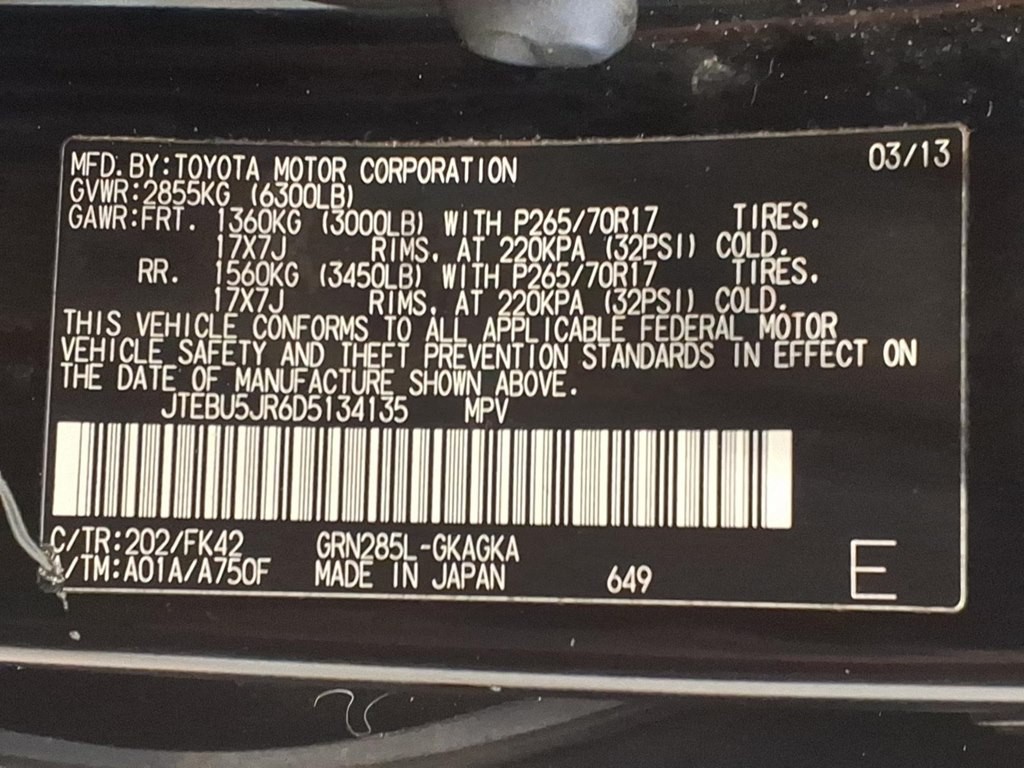 MFD. BY:TOYOTA MOTOR CORPORATION 03/13
GVWR:2855KG (6300LB)
GAWR:FRT. 1360KG (3000LB) WITH P265/70R17 TIRES.
17X7J RIMS. AT 220KPA (32PSI) COLD.
RR. 1560KG (3450LB) WITH P265/70R17 TIRES.
17X7J RIMS. AT 220KPA (32PSI) COLD.
THIS VEHICLE CONFORMS TO ALL APPLICABLE FEDERAL MOTOR
VEHICLE SAFETY AND THEFT PREVENTION STANDARDS IN EFFECT ON
THE DATE OF MANUFACTURE SHOWN ABOVE.
JTEBU5JR6D5134135 MPV
C/TR:202/FK42 GRN285L-GKAGKA
A/TM:A01A/A750F MADE IN JAPAN 649 E